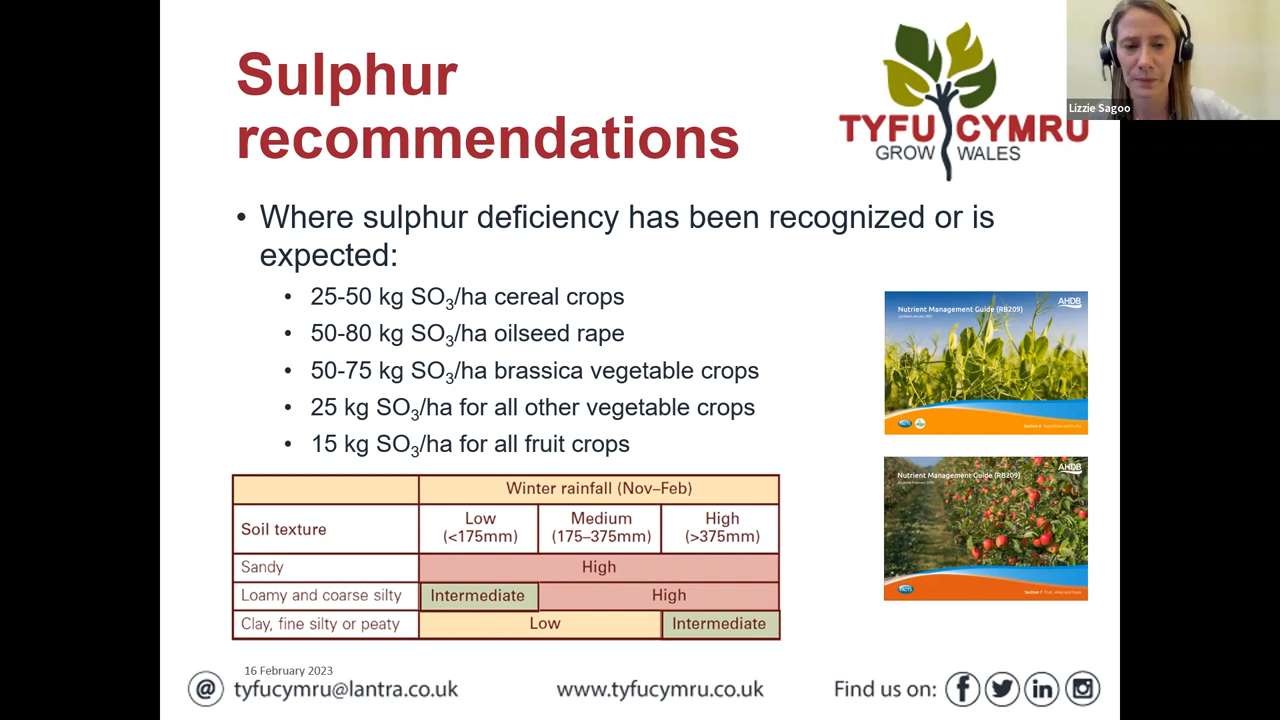 Sulphur
recommendations
TYFU CYMRU
GROW WALES
Lizzie Sagoo
• Where sulphur deficiency has been recognized or is
expected:
• 25-50 kg SO3/ha cereal crops
• 50-80 kg SO3/ha oilseed rape
• 50-75 kg SO3/ha brassica vegetable crops
• 25 kg SO3/ha for all other vegetable crops
• 15 kg SO3/ha for all fruit crops
AHDB
Nutrient Management Guide (RB209)
AHDB
Nutrient Management Guide (RB209)
Winter rainfall (Nov–Feb)
Soil texture
Low
(<175mm)
Medium
(175–375mm)
High
(>375mm)
Sandy
High
Loamy and coarse silty
Intermediate
High
Clay, fine silty or peaty
Low
Intermediate
16 February 2023
@ tyfucymru@lantra.co.uk
www.tyfucymru.co.uk
Find us on: